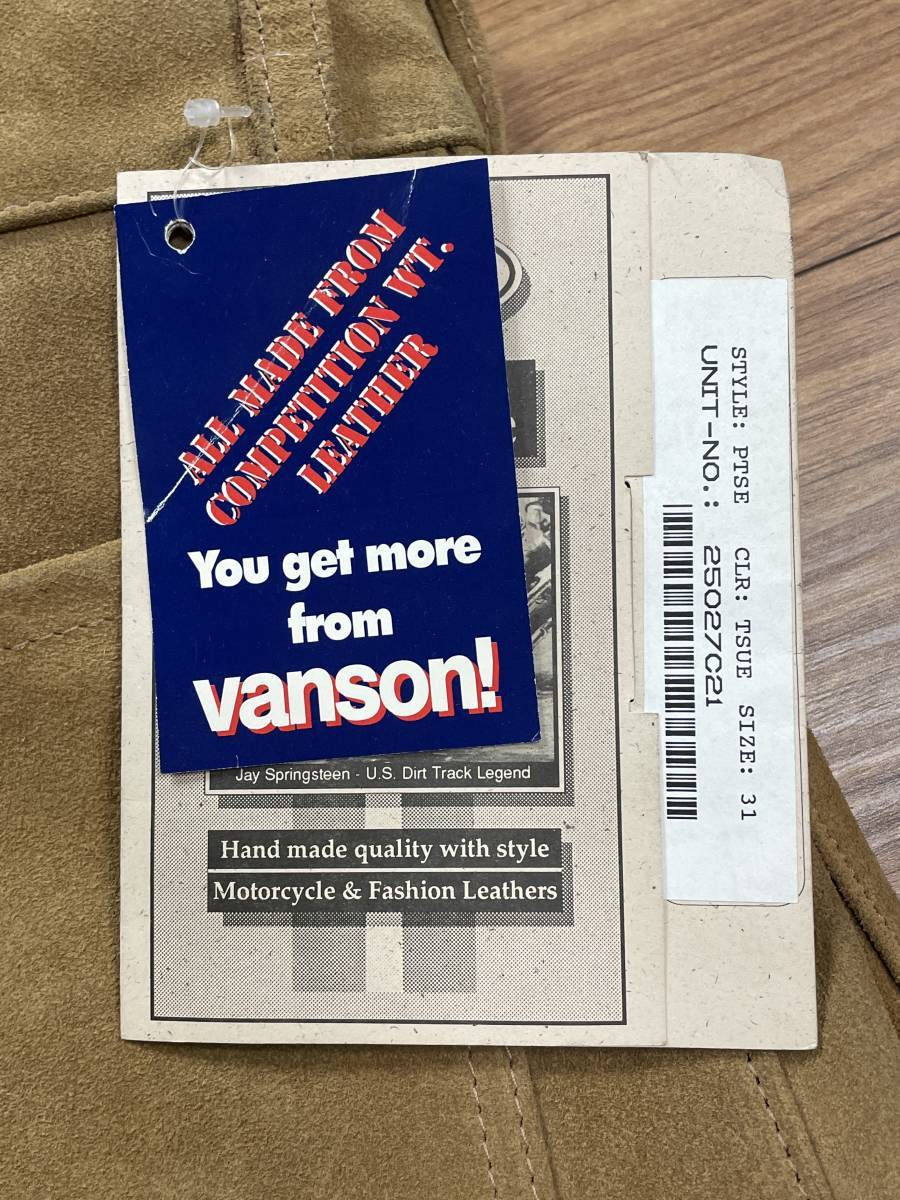 ALL MADE FROM
COMPETITION WT.
LEATHER
You get more
from
vanson!
Jay Springsteen - U.S. Dirt Track Legend
Hand made quality with style
Motorcycle & Fashion Leathers
STYLE: PTSE CLR: TSUE SIZE: 31
UNIT-NO.: 25027C21